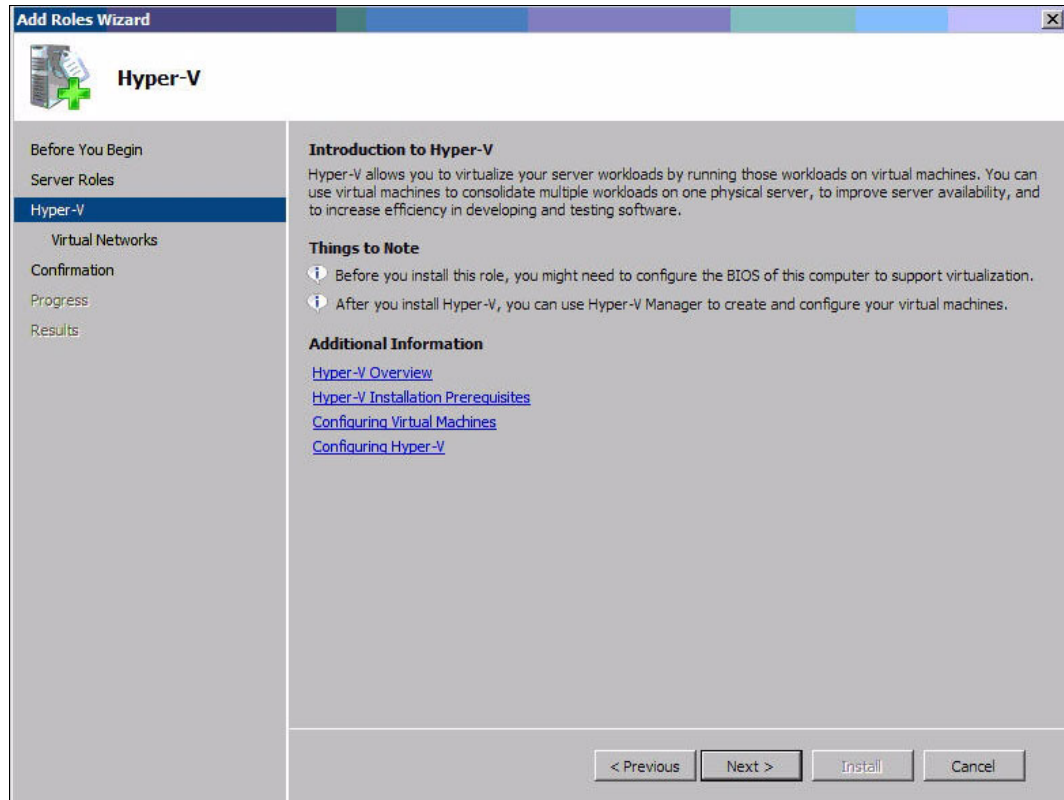 Add Roles Wizard
Hyper-V
Before You Begin
Server Roles
Hyper-V
Virtual Networks
Confirmation
Progress
Results
Introduction to Hyper-V
Hyper-V allows you to virtualize your server workloads by running those workloads on virtual machines. You can
use virtual machines to consolidate multiple workloads on one physical server, to improve server availability, and
to increase efficiency in developing and testing software.
Things to Note
Before you install this role, you might need to configure the BIOS of this computer to support virtualization.
After you install Hyper-V, you can use Hyper-V Manager to create and configure your virtual machines.
Additional Information
Hyper-V Overview
Hyper-V Installation Prerequisites
Configuring Virtual Machines
Configuring Hyper-V
< Previous
Next >
Install
Cancel